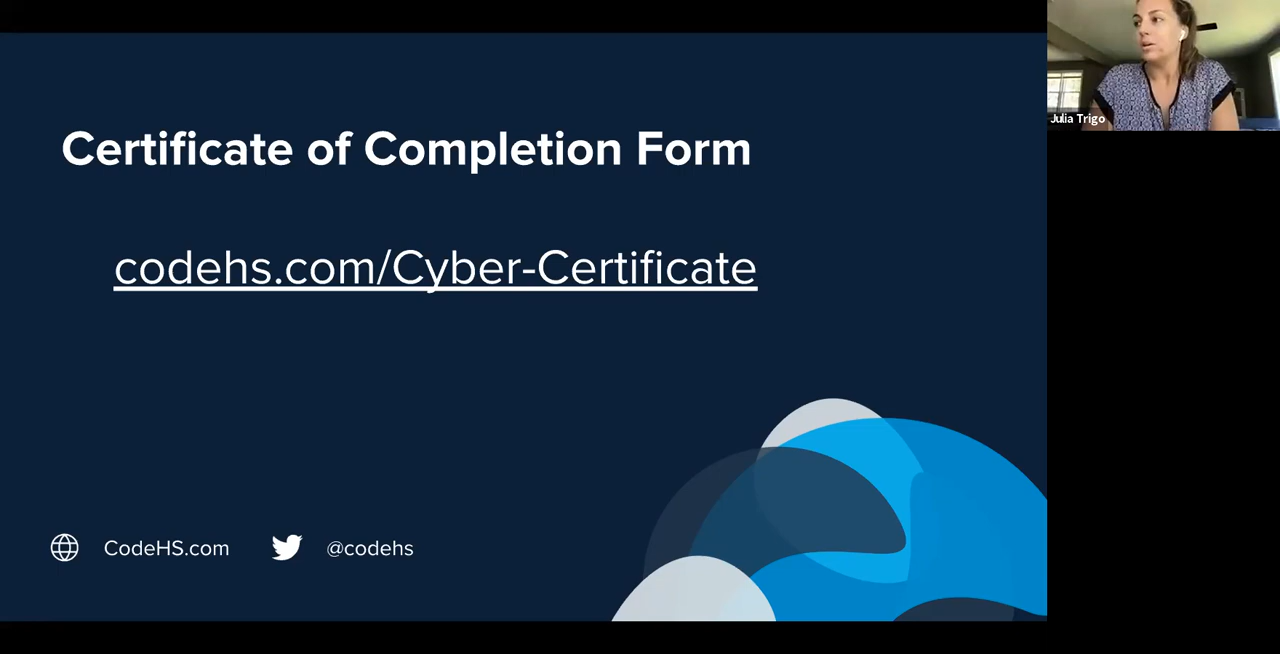 Certificate of Completion Form
codehs.com/Cyber-Certificate
CodeHS.com
@codehs
Julia Trigo